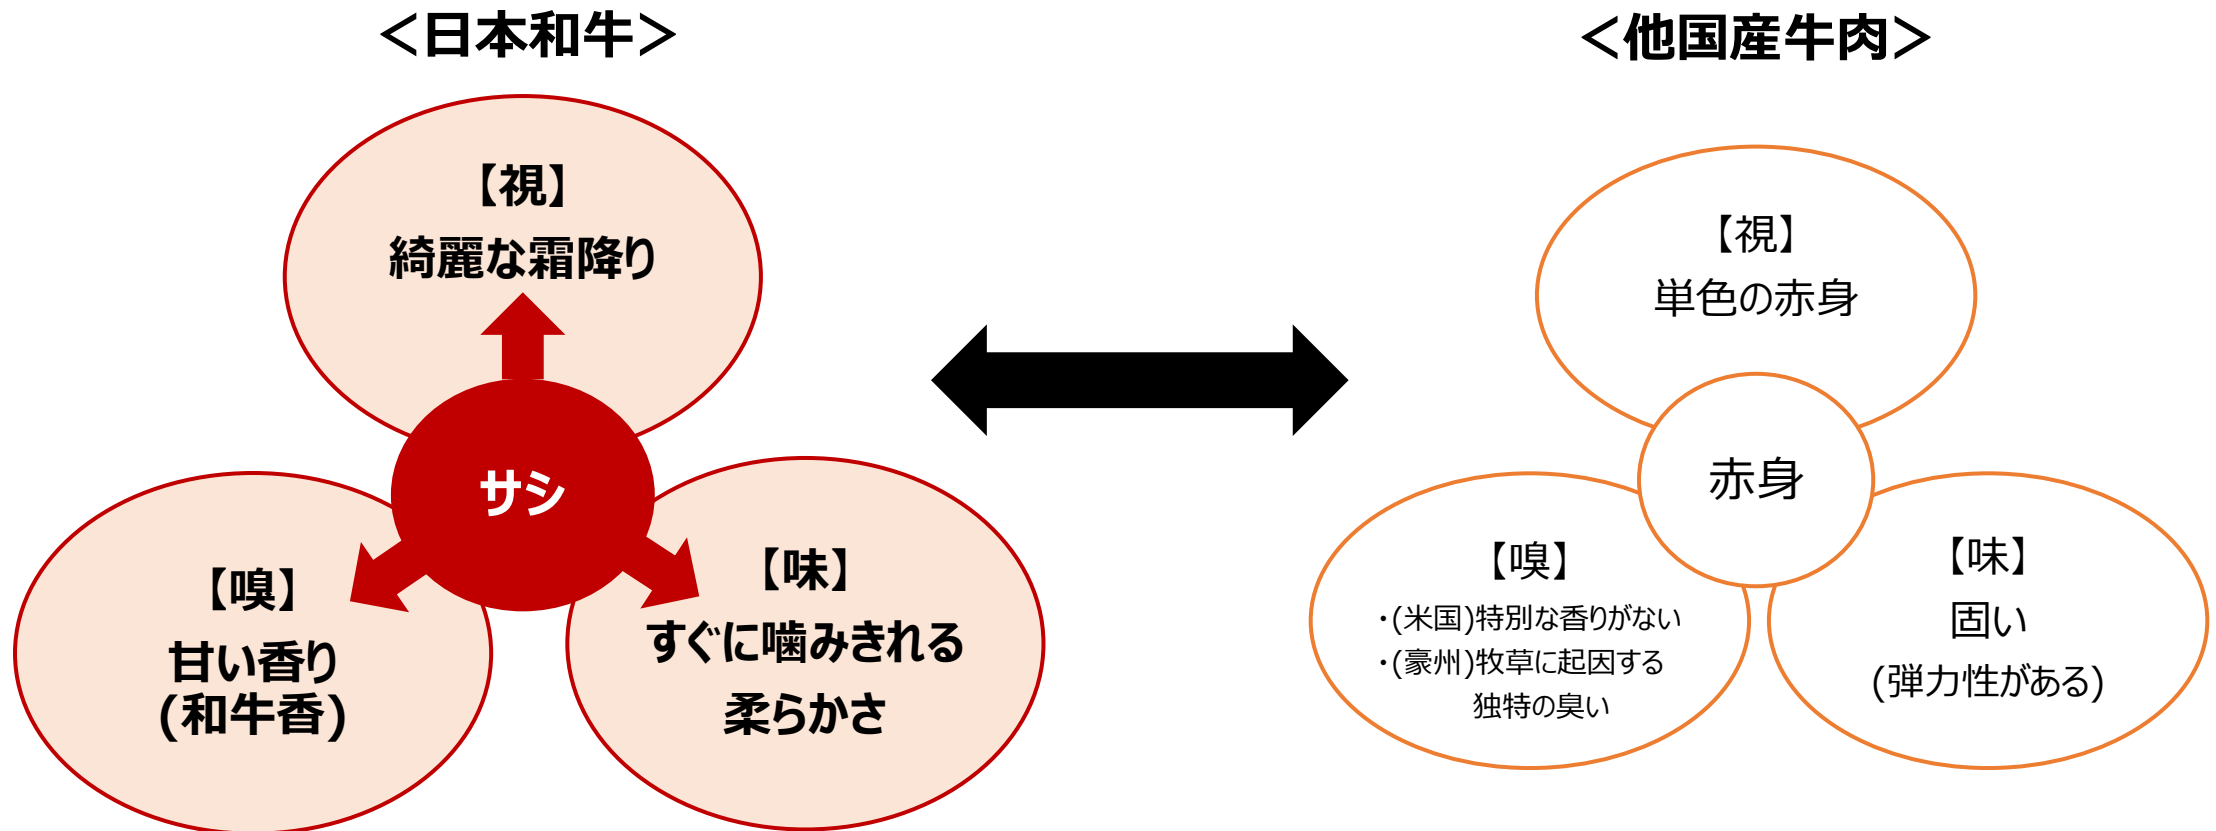 ＜日本和牛＞
【視】
綺麗な霜降り
サシ
【嗅】
甘い香り
(和牛香)
【味】
すぐに噛みきれる
柔らかさ
＜他国産牛肉＞
【視】
単色の赤身
赤身
【嗅】
・(米国)特別な香りがない
・(豪州)牧草に起因する
独特の臭い
【味】
固い
(弾力性がある)